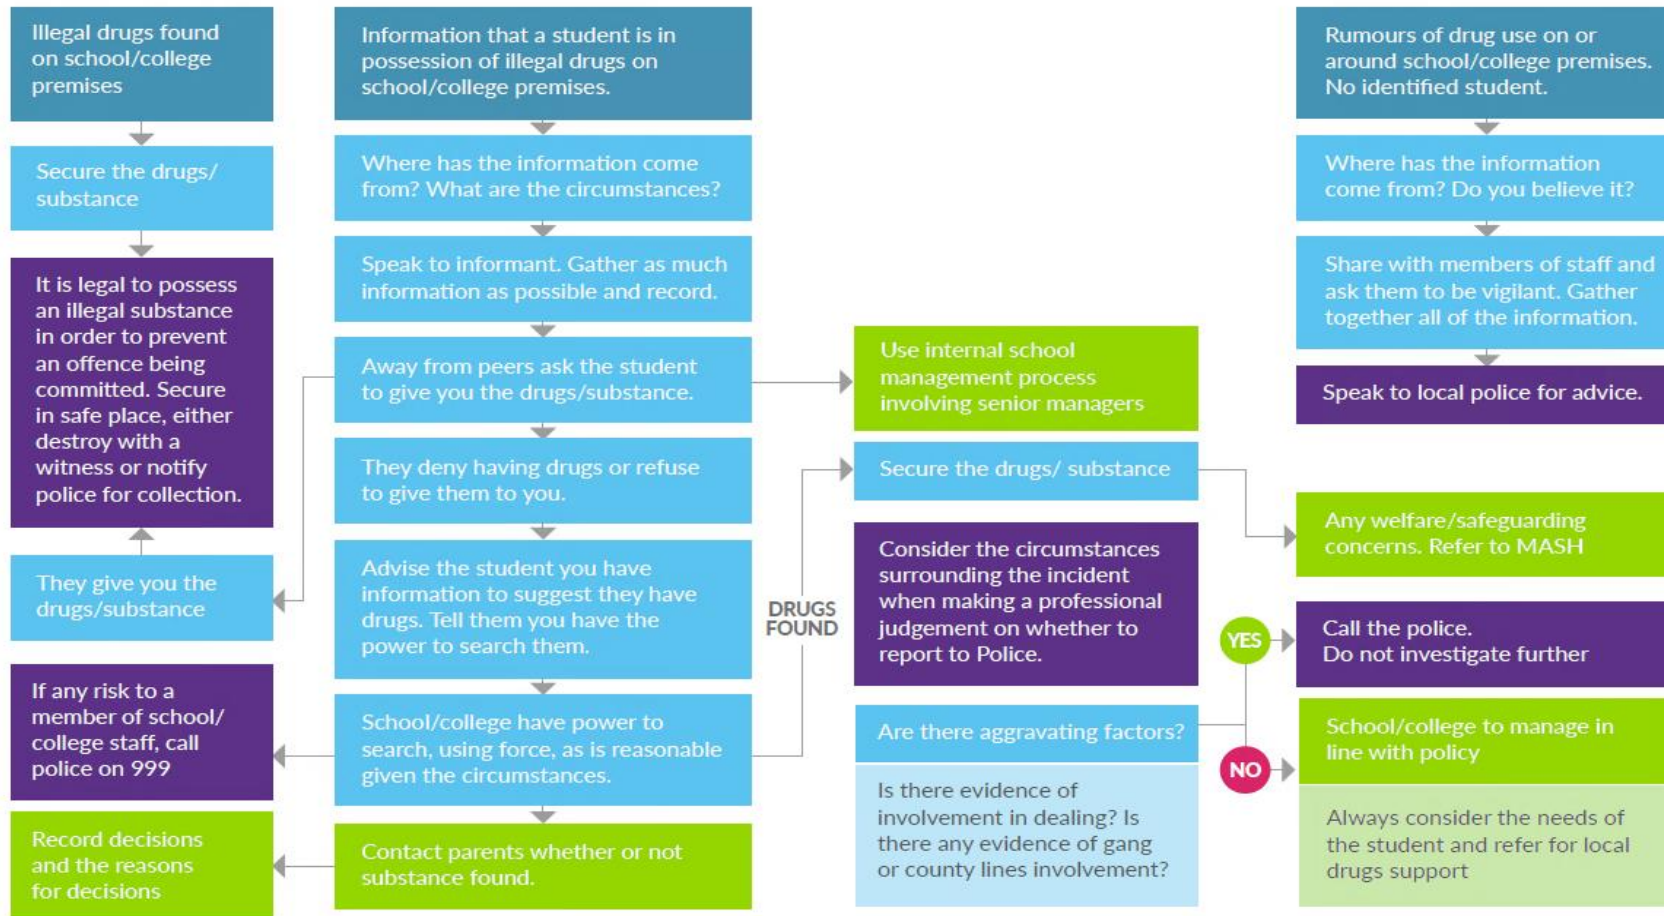 Illegal drugs found
on school/college
premises
Secure the drugs/
substance
It is legal to possess
an illegal substance
in order to prevent
an offence being
committed. Secure
in safe place, either
destroy with a
witness or notify
police for collection.
They give you the
drugs/substance
If any risk to a
member of school/
college staff, call
police on 999
Record decisions
and the reasons
for decisions
Information that a student is in
possession of illegal drugs on
school/college premises.
Where has the information come
from? What are the circumstances?
Speak to informant. Gather as much
information as possible and record.
Away from peers ask the student
to give you the drugs/substance.
They deny having drugs or refuse
to give them to you.
Advise the student you have
information to suggest they have
drugs. Tell them you have the
power to search them.
School/college have power to
search, using force, as is reasonable
given the circumstances.
Contact parents whether or not
substance found.
DRUGS
FOUND
Use internal school
management process
involving senior managers
Secure the drugs/ substance
Consider the circumstances
surrounding the incident
when making a professional
judgement on whether to
report to Police.
Are there aggravating factors?
Is there evidence of
involvement in dealing? Is
there any evidence of gang
or county lines involvement?
YES
NO
Rumours of drug use on or
around school/college premises.
No identified student.
Where has the information
come from? Do you believe it?
Share with members of staff and
ask them to be vigilant. Gather
together all of the information.
Speak to local police for advice.
Any welfare/safeguarding
concerns. Refer to MASH
Call the police.
Do not investigate further
School/college to manage in
line with policy
Always consider the needs of
the student and refer for local
drugs support